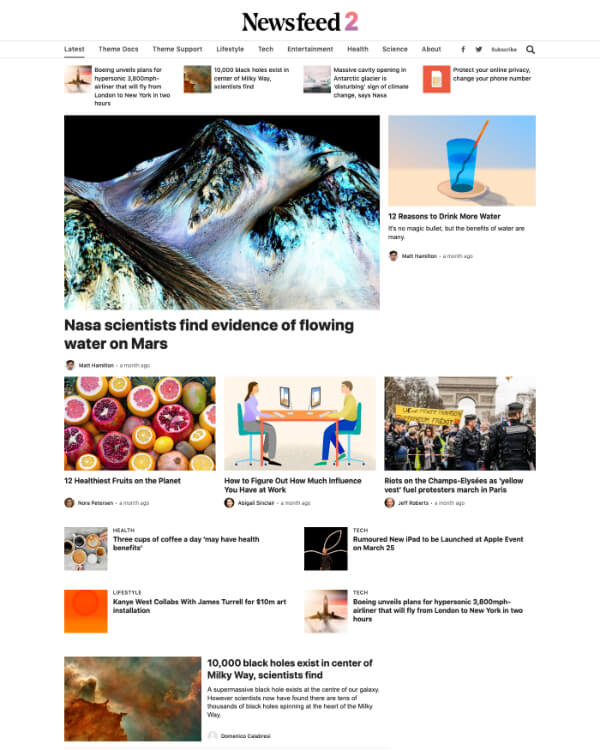 Newsfeed 2
Latest Theme Docs Theme Support Lifestyle Tech Entertainment Health Science About Subscribe
Boeing unveils plans for
hypersonic 3,800mph-
airliner that will fly from
London to New York in two
hours
10,000 black holes exist in
center of Milky Way,
scientists find
Massive cavity opening in
Antarctic glacier is
'disturbing' sign of climate
change, says Nasa
Protect your online privacy,
change your phone number
12 Reasons to Drink More Water
It's no magic bullet, but the benefits of water are
many.
Matt Hamilton - a month ago
Nasa scientists find evidence of flowing
water on Mars
Matt Hamilton - a month ago
12 Healthiest Fruits on the Planet
Nora Petersen - a month ago
How to Figure Out How Much Influence
You Have at Work
Abigail Sinclair - a month ago
Riots on the Champs-Elysées as 'yellow
vest' fuel protesters march in Paris
Jeff Roberts - a month ago
HEALTH
Three cups of coffee a day 'may have health
benefits'
TECH
Rumoured New iPad to be Launched at Apple Event
on March 25
LIFESTYLE
Kanye West Collabs With James Turrell for $10m art
installation
TECH
Boeing unveils plans for hypersonic 3,800mph-
airliner that will fly from London to New York in two
hours
10,000 black holes exist in center of
Milky Way, scientists find
A supermassive black hole exists at the centre of our galaxy.
However scientists now have found there are tens of
thousands of black holes spinning at the heart of the Milky
Way.
Domenico Calabresi